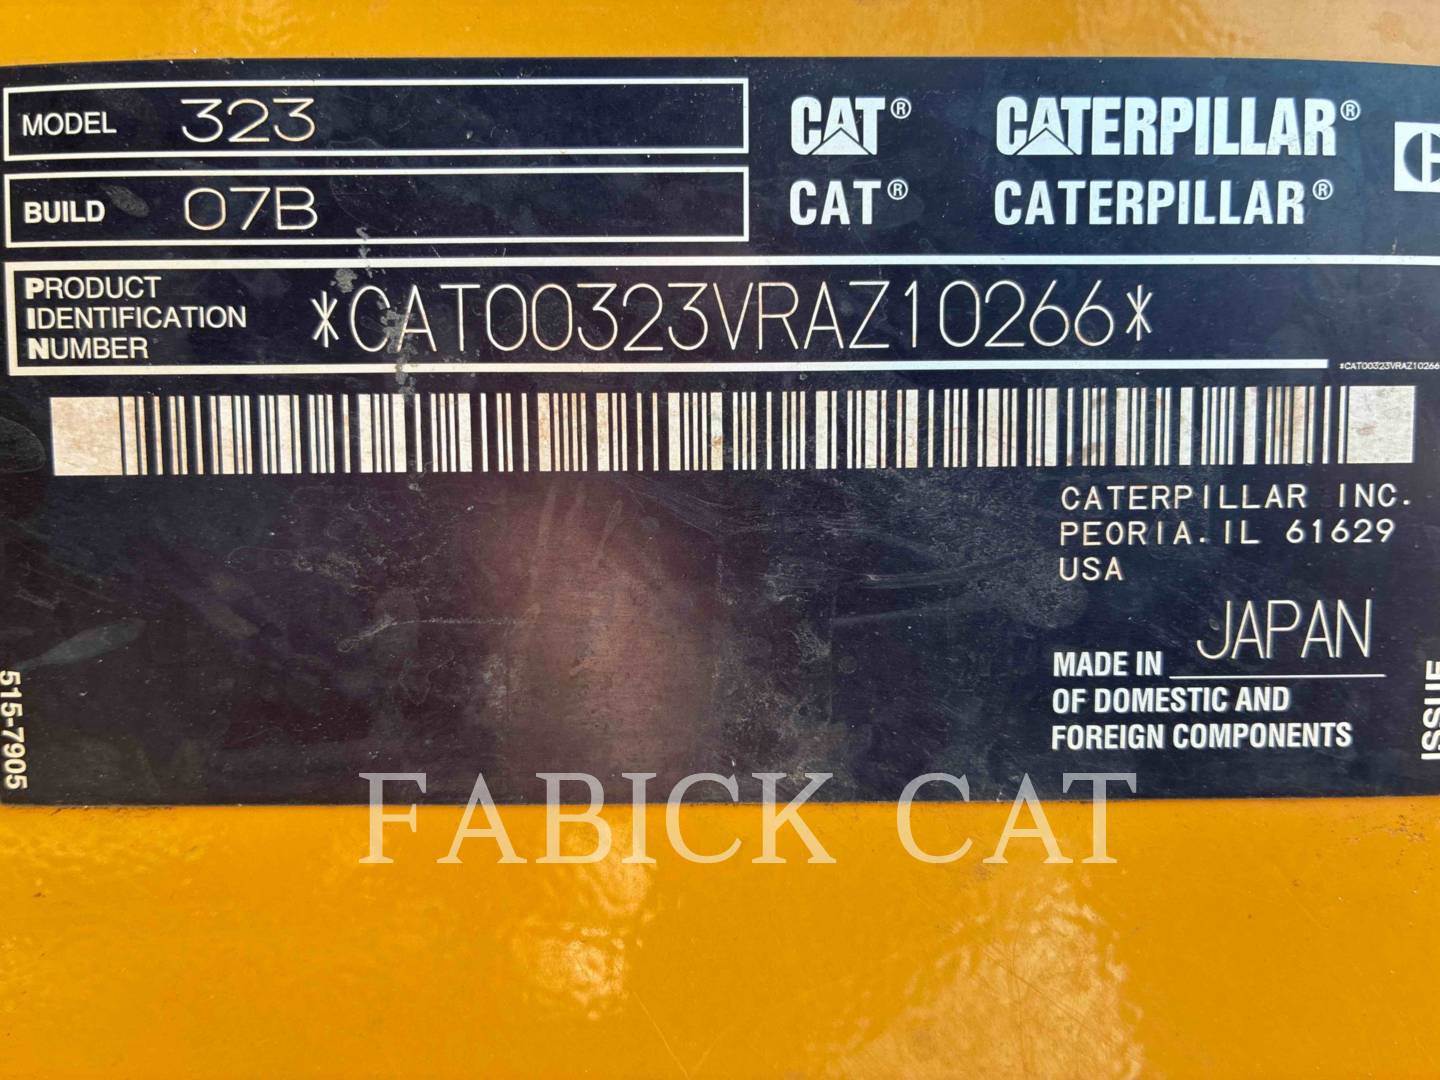 MODEL 323
CAT® CATERPILLAR®
BUILD 07B
CAT® CATERPILLAR®
PRODUCT
IDENTIFICATION
NUMBER
*CAT00323VRAZ10266*
*CAT00323VRAZ10266
CATERPILLAR INC.
PEORIA. IL 61629
USA
MADE IN JAPAN
OF DOMESTIC AND
FOREIGN COMPONENTS
515-7905
ISSUE
FABICK CAT